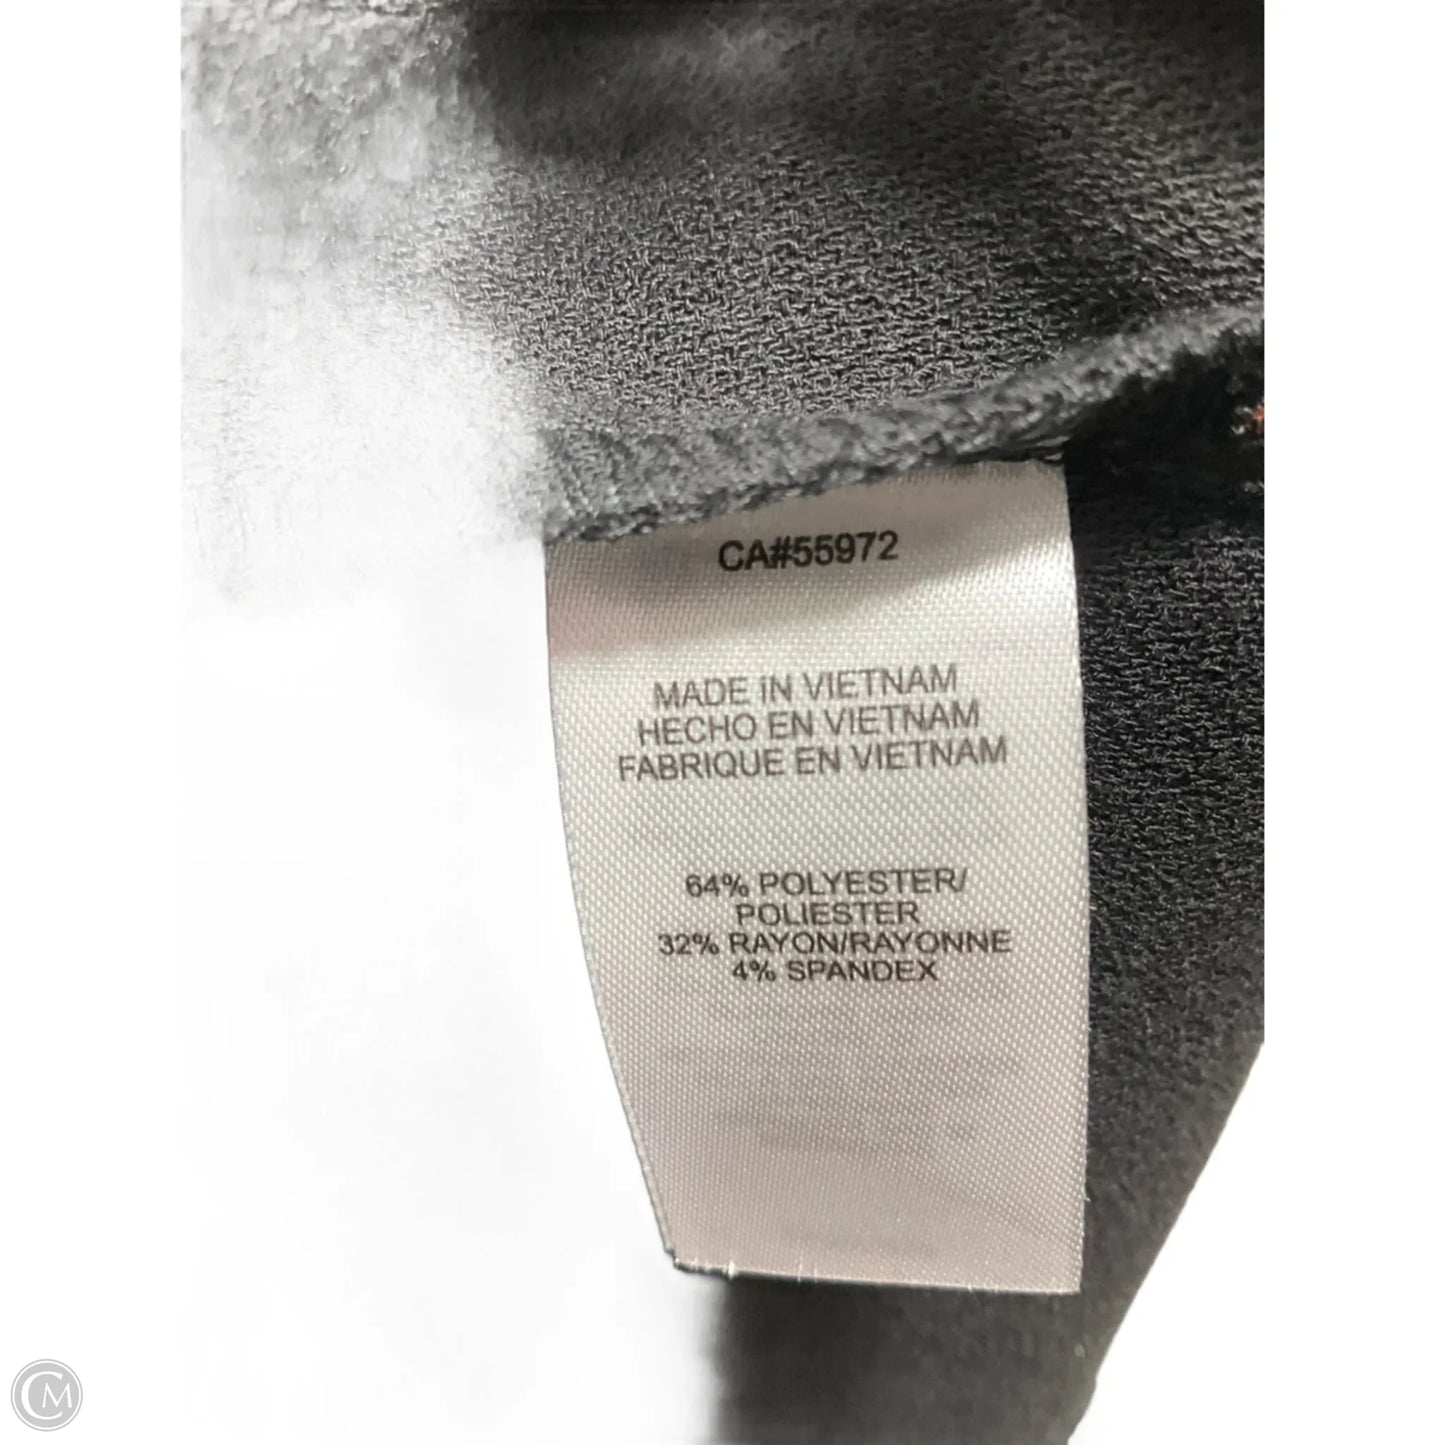 CA#55972
MADE IN VIETNAM
HECHO EN VIETNAM
FABRIQUE EN VIETNAM
64% POLYESTER/
POLIESTER
32% RAYON/RAYONNE
4% SPANDEX
CM